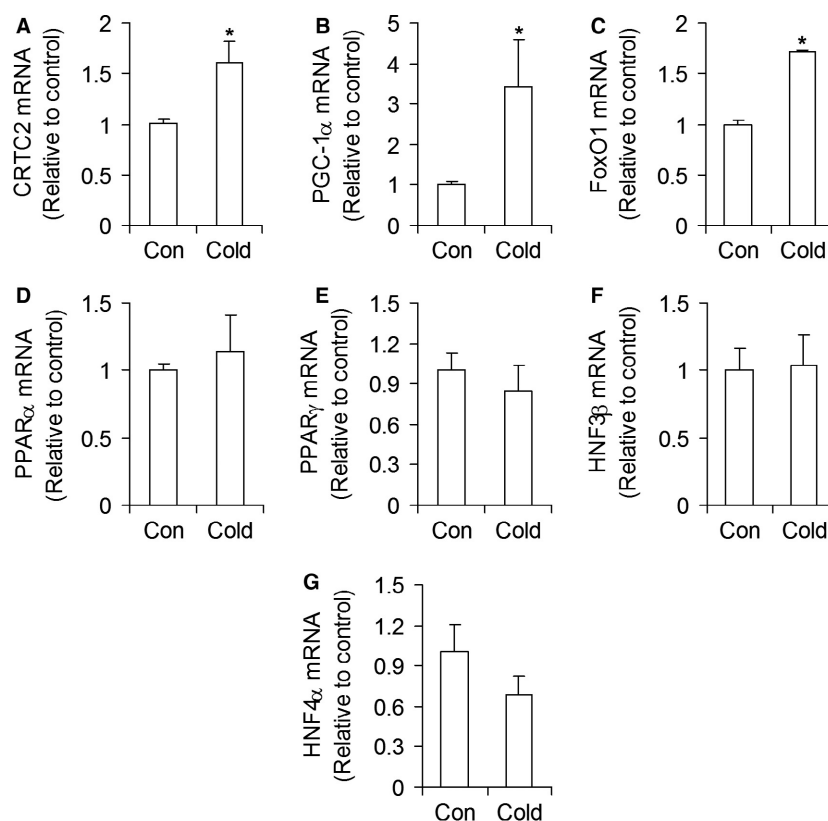 A
CRTC2 mRNA
(Relative to control)
2
1.5
1
0.5
0
*
Con Cold
B
PGC-1α mRNA
(Relative to control)
5
4
3
2
1
0
*
Con Cold
C
FoxO1 mRNA
(Relative to control)
2
1.5
1
0.5
0
*
Con Cold
D
PPARα mRNA
(Relative to control)
1.5
1
0.5
0
Con Cold
E
PPARγ mRNA
(Relative to control)
1.5
1.2
0.9
0.6
0.3
0
Con Cold
F
HNF3β mRNA
(Relative to control)
1.5
1
0.5
0
Con Cold
G
HNF4α mRNA
(Relative to control)
1.5
1.2
0.9
0.6
0.3
0
Con Cold